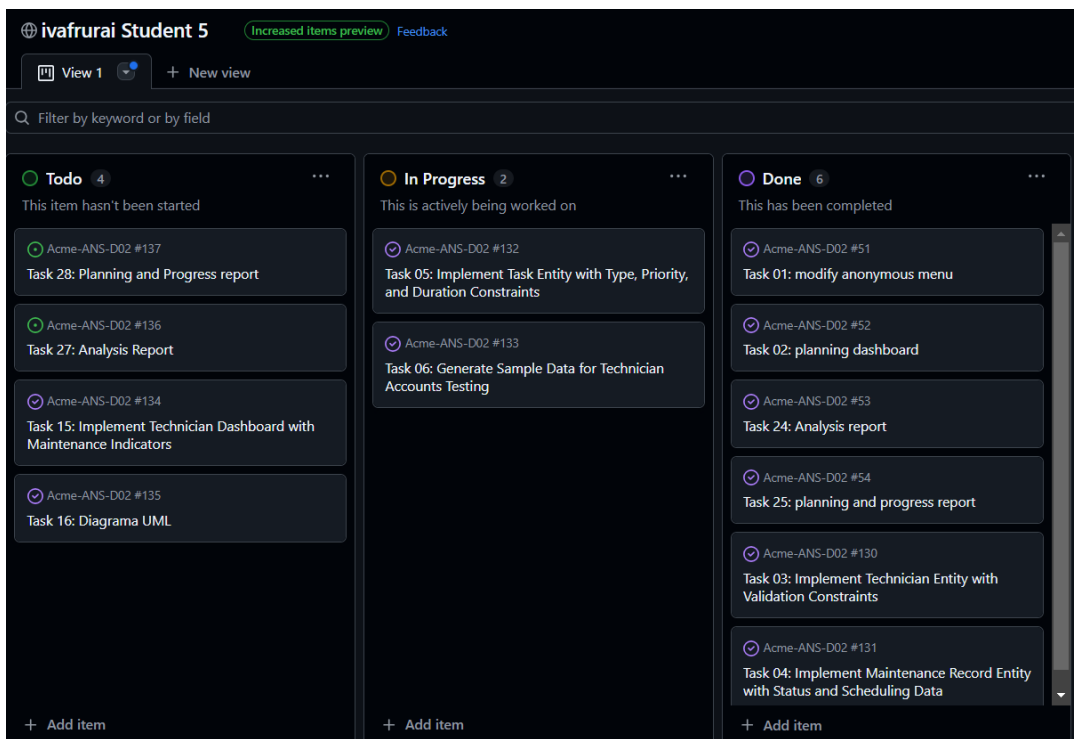 ivafrurai Student 5
Increased items preview
Feedback
View 1
New view
Filter by keyword or by field
Todo 4
This item hasn't been started
Acme-ANS-D02 #137
Task 28: Planning and Progress report
Acme-ANS-D02 #136
Task 27: Analysis Report
Acme-ANS-D02 #134
Task 15: Implement Technician Dashboard with
Maintenance Indicators
Acme-ANS-D02 #135
Task 16: Diagrama UML
+ Add item
In Progress 2
This is actively being worked on
Acme-ANS-D02 #132
Task 05: Implement Task Entity with Type, Priority,
and Duration Constraints
Acme-ANS-D02 #133
Task 06: Generate Sample Data for Technician
Accounts Testing
+ Add item
Done 6
This has been completed
Acme-ANS-D02 #51
Task 01: modify anonymous menu
Acme-ANS-D02 #52
Task 02: planning dashboard
Acme-ANS-D02 #53
Task 24: Analysis report
Acme-ANS-D02 #54
Task 25: planning and progress report
Acme-ANS-D02 #130
Task 03: Implement Technician Entity with
Validation Constraints
Acme-ANS-D02 #131
Task 04: Implement Maintenance Record Entity
with Status and Scheduling Data
+ Add item